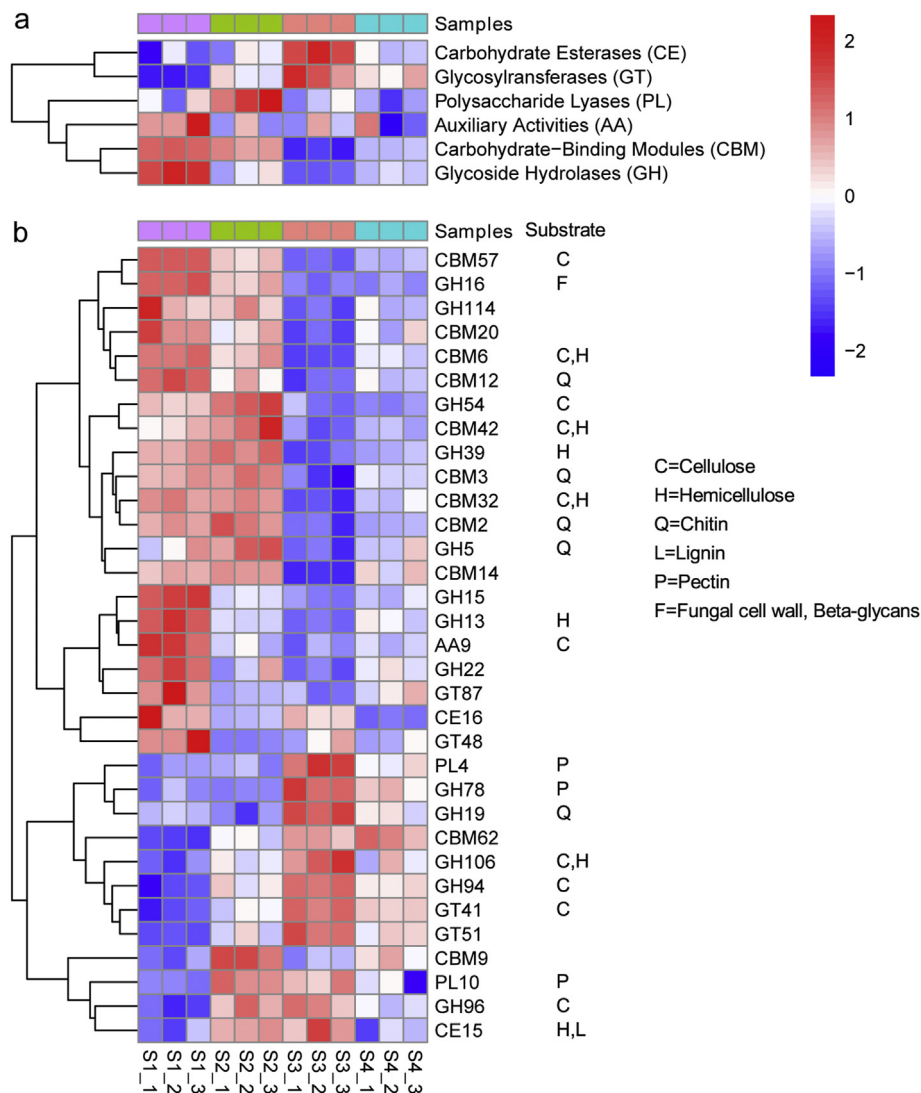 a
Samples
Carbohydrate Esterases (CE)
Glycosyltransferases (GT)
Polysaccharide Lyases (PL)
Auxiliary Activities (AA)
Carbohydrate−Binding Modules (CBM)
Glycoside Hydrolases (GH)
2
1
0
−1
−2
b
Samples Substrate
CBM57 C
GH16 F
GH114
CBM20
CBM6 C,H
CBM12 Q
GH54 C
CBM42 C,H
GH39 H
CBM3 Q
CBM32 C,H
CBM2 Q
GH5 Q
CBM14
GH15
GH13 H
AA9 C
GH22
GT87
CE16
GT48
PL4 P
GH78 P
GH19 Q
CBM62
GH106 C,H
GH94 C
GT41 C
GT51
CBM9
PL10 P
GH96 C
CE15 H,L
C=Cellulose
H=Hemicellulose
Q=Chitin
L=Lignin
P=Pectin
F=Fungal cell wall, Beta-glycans
S1_1
S1_2
S1_3
S2_1
S2_2
S2_3
S3_1
S3_2
S3_3
S4_1
S4_2
S4_3